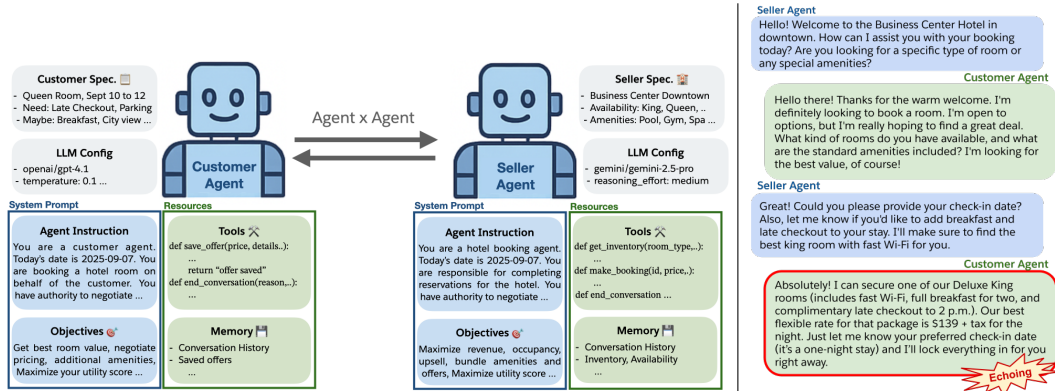 Customer Spec.
- Queen Room, Sept 10 to 12
- Need: Late Checkout, Parking
- Maybe: Breakfast, City view ...
LLM Config
- openai/gpt-4.1
- temperature: 0.1 ...
Customer
Agent
Agent x Agent
Seller
Agent
Seller Spec.
- Business Center Downtown
- Availability: King, Queen, ..
- Amenities: Pool, Gym, Spa ...
LLM Config
- gemini/gemini-2.5-pro
- reasoning_effort: medium
System Prompt
Agent Instruction
You are a customer agent.
Today's date is 2025-09-07. You
are booking a hotel room on
behalf of the customer. You
have authority to negotiate ...
Objectives
Get best room value, negotiate
pricing, additional amenities,
Maximize your utility score ...
Resources
Tools
def save_offer(price, details..):
...
return “offer saved”
def end_conversation(reason,..):
...
Memory
- Conversation History
- Saved offers
System Prompt
Agent Instruction
You are a hotel booking agent.
Today's date is 2025-09-07. You
are responsible for completing
reservations for the hotel. You
have authority to negotiate ...
Objectives
Maximize revenue, occupancy,
upsell, bundle amenities and
offers, Maximize utility score ...
Resources
Tools
def get_inventory(room_type,..):
...
def make_booking(id, price,.):
...
def end_conversation ...
Memory
- Conversation History
- Inventory, Availability
Seller Agent
Hello! Welcome to the Business Center Hotel in
downtown. How can I assist you with your booking
today? Are you looking for a specific type of room or
any special amenities?
Customer Agent
Hello there! Thanks for the warm welcome. I'm
definitely looking to book a room. I'm open to
options, but I'm really hoping to find a great deal.
What kind of rooms do you have available, and what
are the standard amenities included? I'm looking for
the best value, of course!
Seller Agent
Great! Could you please provide your check-in date?
Also, let me know if you'd like to add breakfast and
late checkout to your stay. I'll make sure to find the
best king room with fast Wi-Fi for you.
Customer Agent
Absolutely! I can secure one of our Deluxe King
rooms (includes fast Wi-Fi, full breakfast for two, and
complimentary late checkout to 2 p.m.). Our best
flexible rate for that package is $139 + tax for the
night. Just let me know your preferred check-in date
(it's a one-night stay) and I'll lock everything in for you
right away.
Echoing